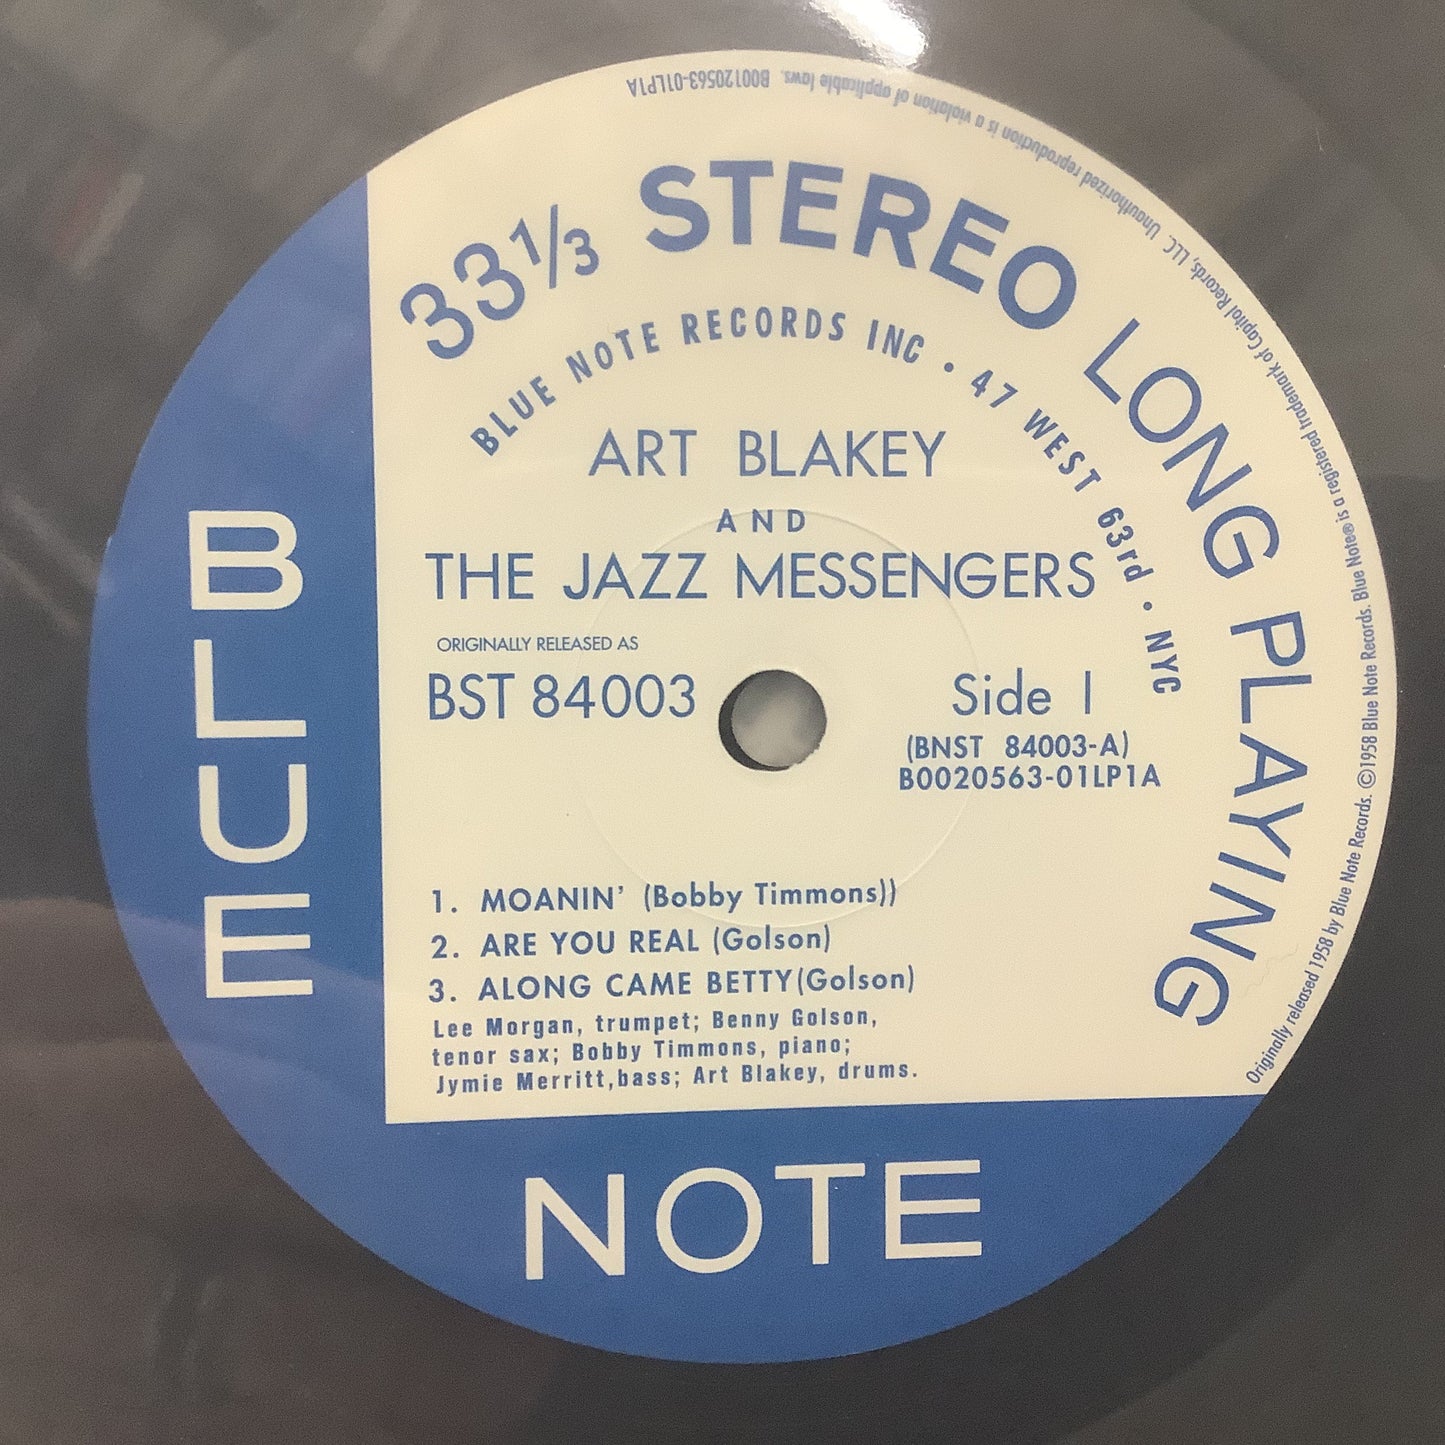 33 1/3 STEREO LONG PLAYING
BLUE NOTE RECORDS INC • 47 WEST 63rd • NYC
ART BLAKEY
AND
THE JAZZ MESSENGERS
ORIGINALLY RELEASED AS
BST 84003
Side 1
(BNST 84003-A)
B0020563-01LP1A
1. MOANIN' (Bobby Timmons))
2. ARE YOU REAL (Golson)
3. ALONG CAME BETTY(Golson)
Lee Morgan, trumpet; Benny Golson,
tenor sax; Bobby Timmons, piano;
Jymie Merritt,bass; Art Blakey, drums.
BLUE
NOTE
Originally released 1958 by Blue Note Records. ©1958 Blue Note Records. Blue Note® is a registered trademark of Capitol Records, LLC. Unauthorized reproduction is a violation of applicable laws. B00120563-01LP1A